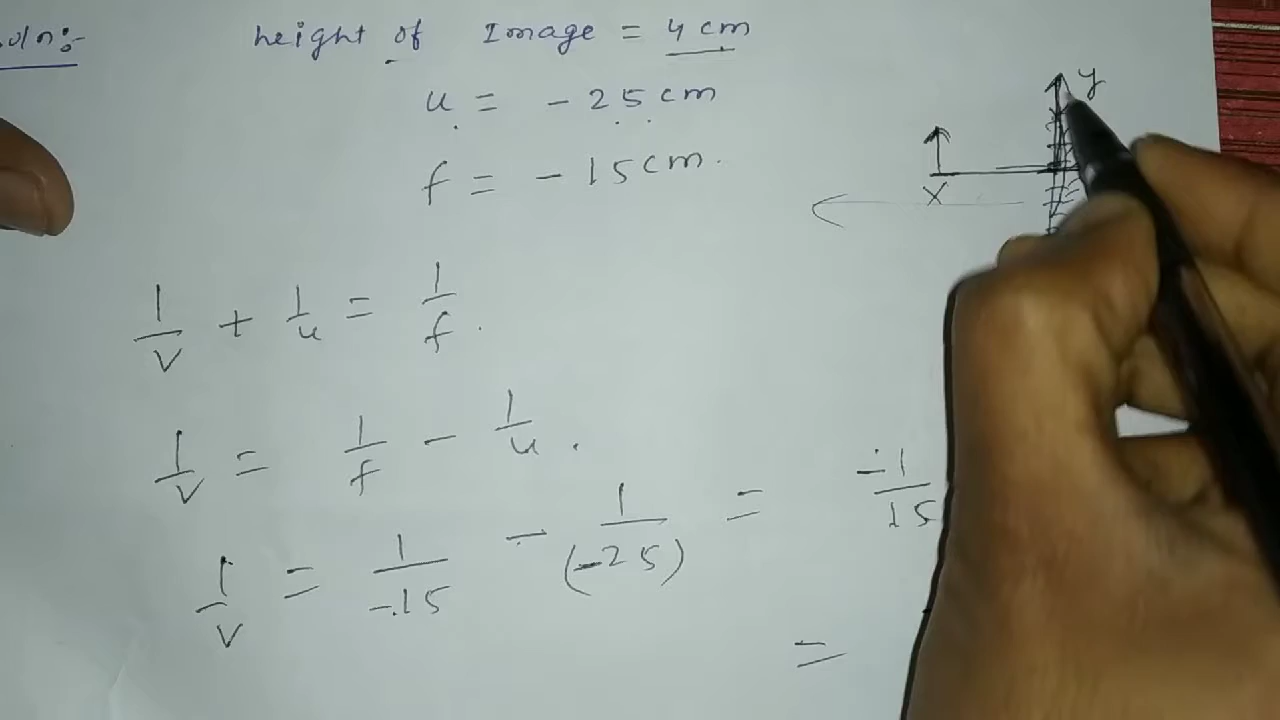 oln:-
height of Image = 4 cm
u = - 25 cm
f = - 15 cm.
y
x
1/v + 1/u = 1/f.
1/v = 1/f - 1/u.
1/v = 1/-15 - 1/(-25) = -1/15
=